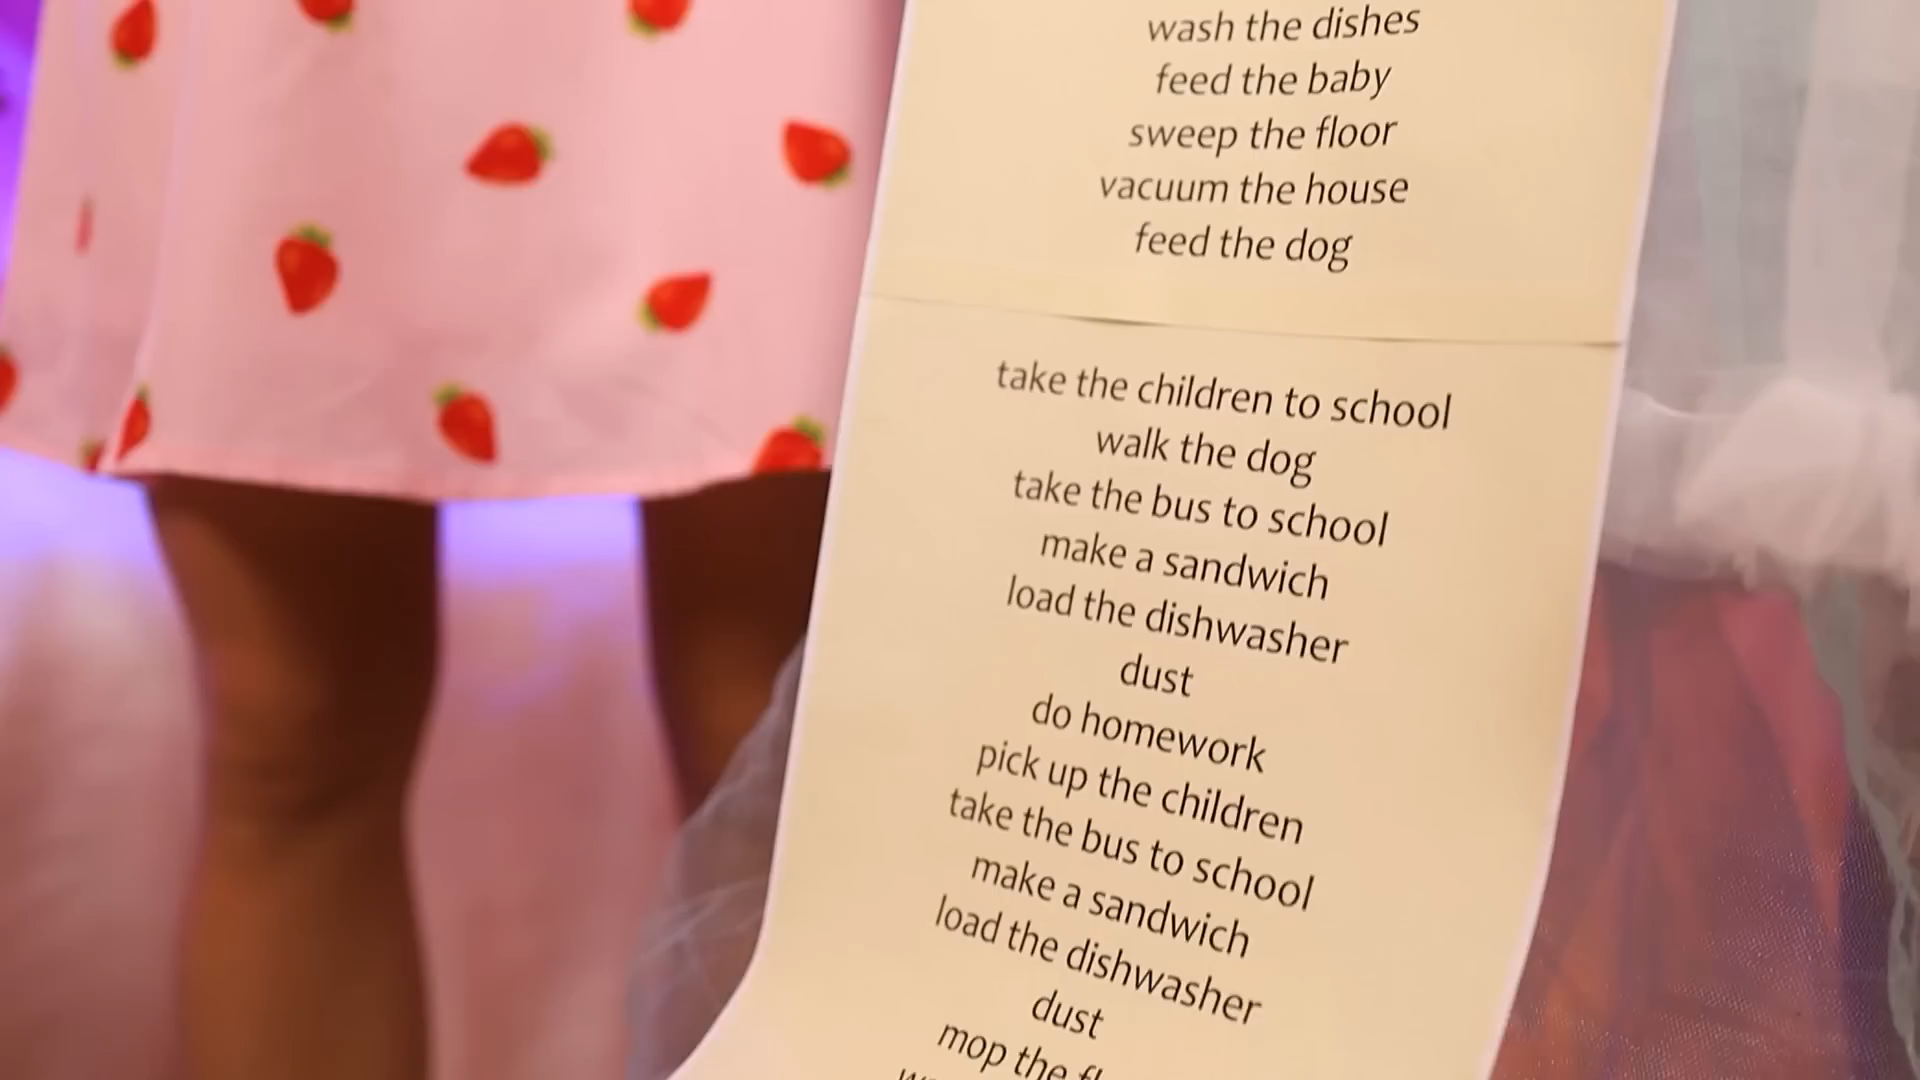 wash the dishes
feed the baby
sweep the floor
vacuum the house
feed the dog
take the children to school
walk the dog
take the bus to school
make a sandwich
load the dishwasher
dust
do homework
pick up the children
take the bus to school
make a sandwich
load the dishwasher
dust
mop the